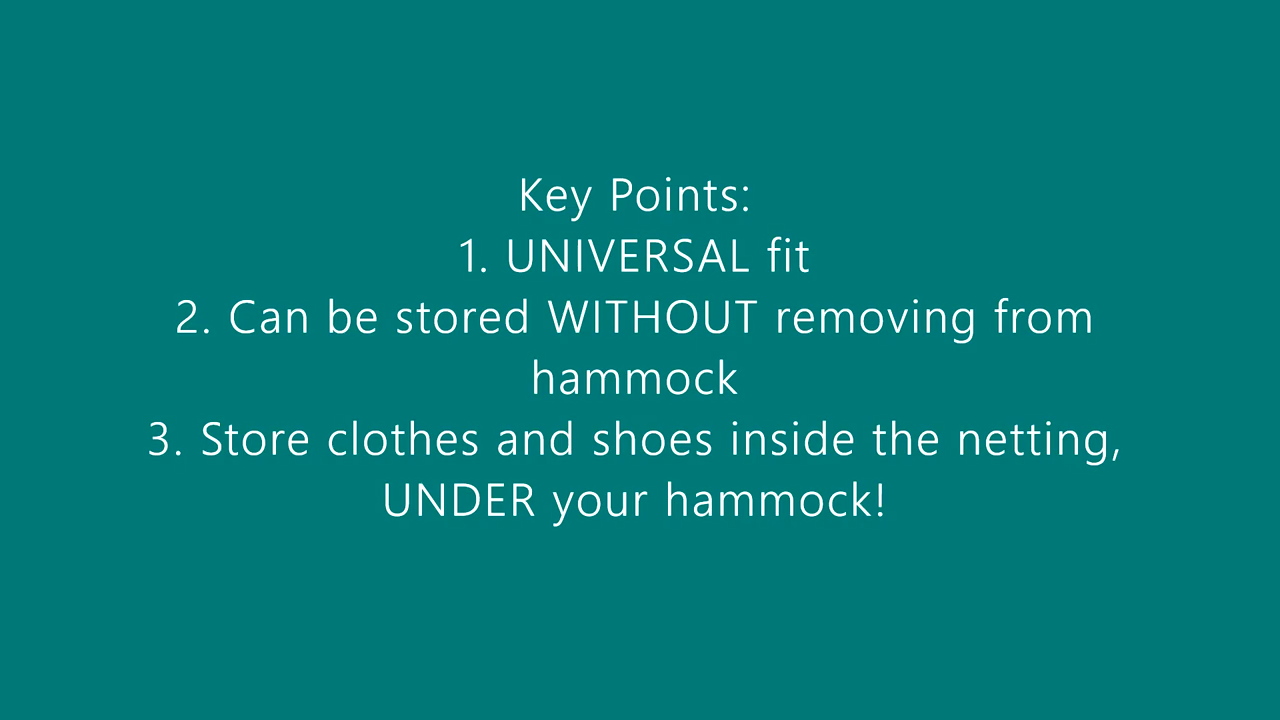 Key Points:
1. UNIVERSAL fit
2. Can be stored WITHOUT removing from
hammock
3. Store clothes and shoes inside the netting,
UNDER your hammock!